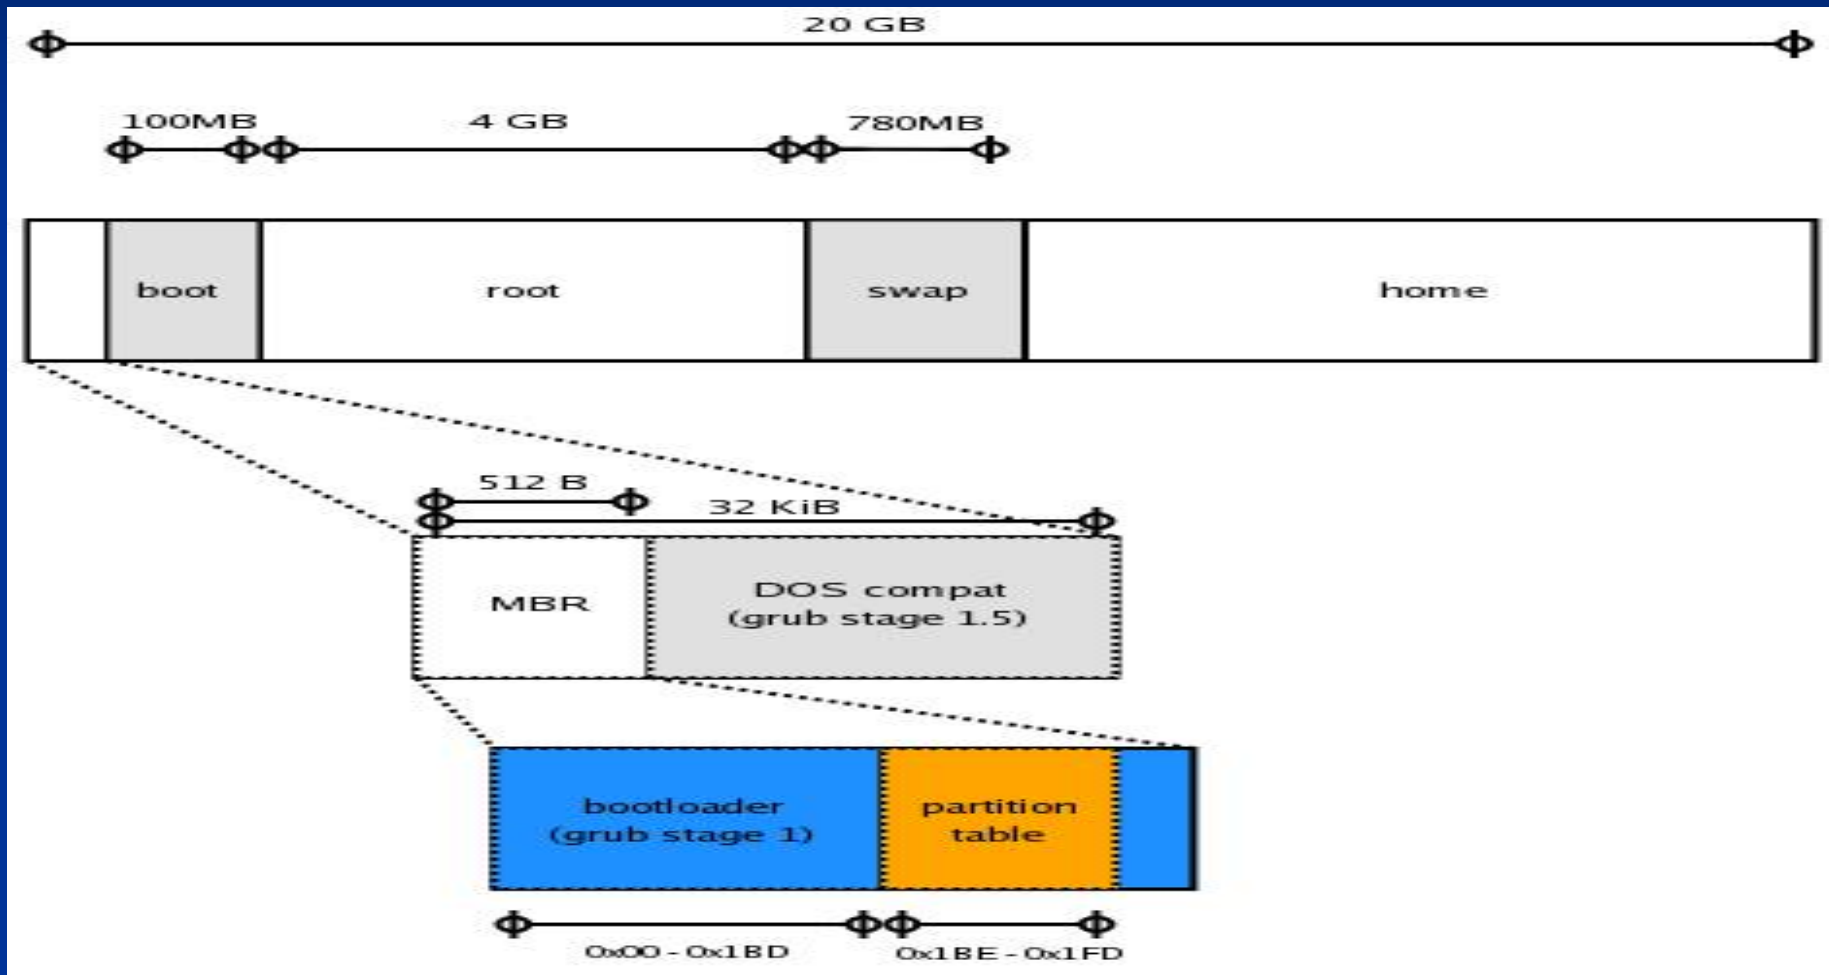 20 GB
100MB
4 GB
780MB
boot
root
swap
home
512 B
32 KiB
MBR
DOS compat
(grub stage 1.5)
bootloader
(grub stage 1)
partition
table
0x00 - 0x1BD
0x1BE - 0x1FD